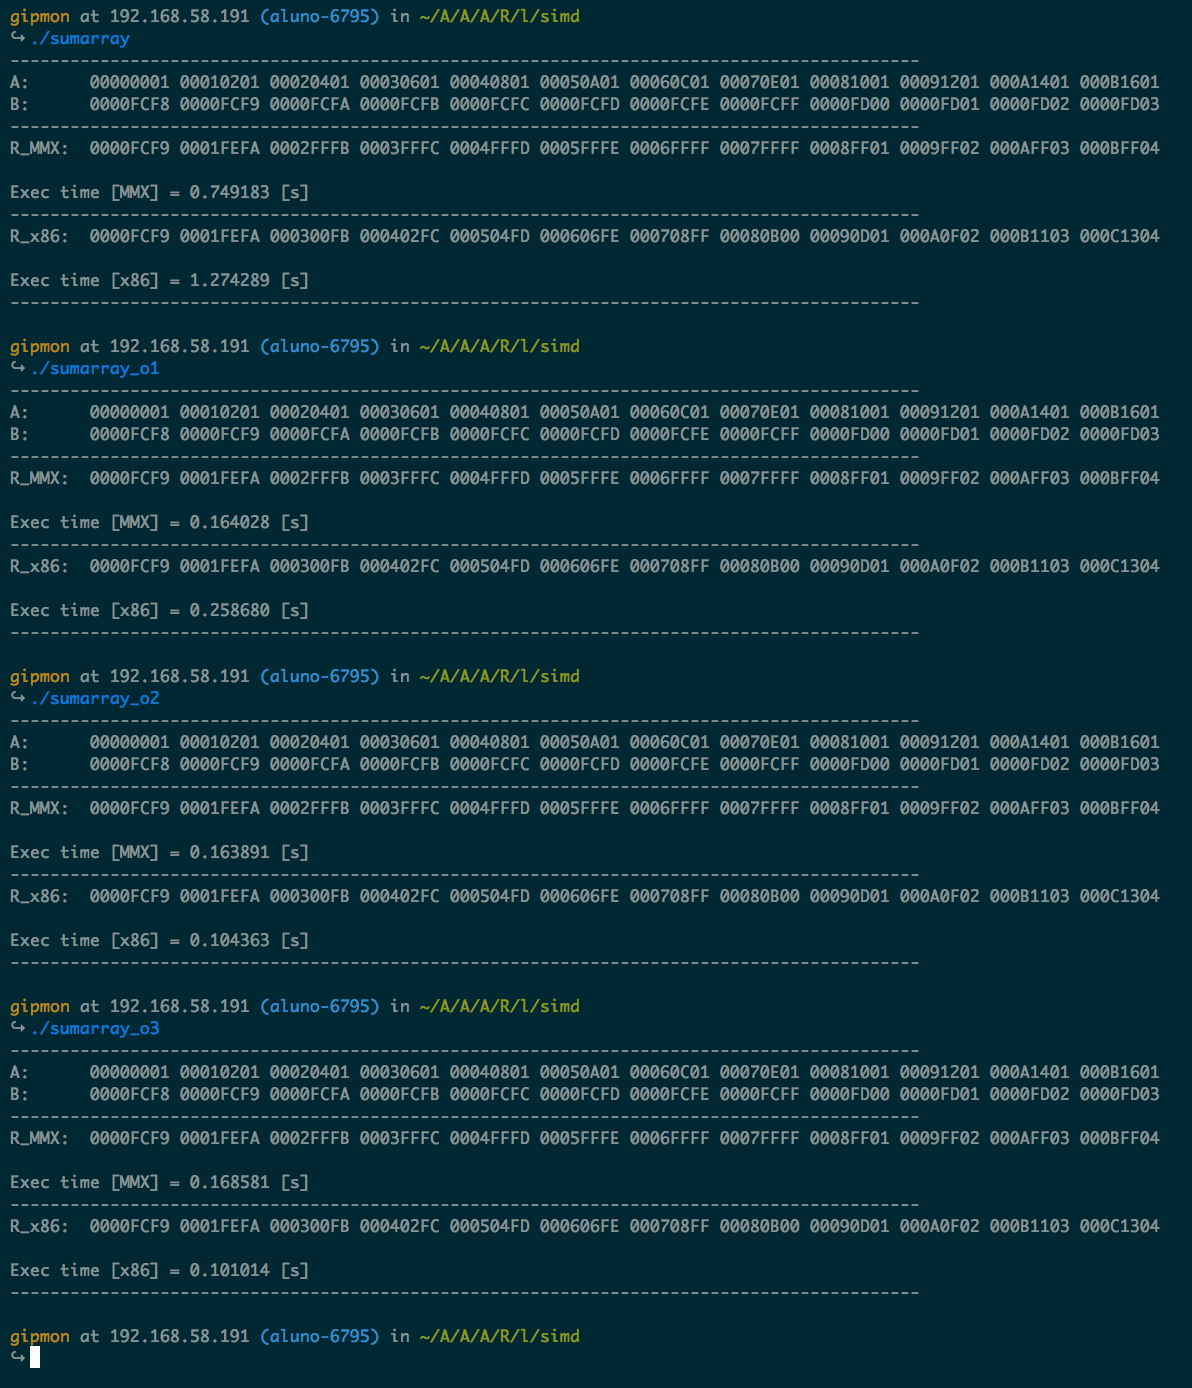 gipmon at 192.168.58.191 (aluno-6795) in ~/A/A/A/R/l/simd
↪ ./sumarray
-------------------------------------------------------------------------------------------
A:      00000001 00010201 00020401 00030601 00040801 00050A01 00060C01 00070E01 00081001 00091201 000A1401 000B1601
B:      0000FCF8 0000FCF9 0000FCFA 0000FCFB 0000FCFC 0000FCFD 0000FCFE 0000FCFF 0000FD00 0000FD01 0000FD02 0000FD03
-------------------------------------------------------------------------------------------
R_MMX:  0000FCF9 0001FEFA 0002FFFB 0003FFFC 0004FFFD 0005FFFE 0006FFFF 0007FFFF 0008FF01 0009FF02 000AFF03 000BFF04
Exec time [MMX] = 0.749183 [s]
-------------------------------------------------------------------------------------------
R_x86:  0000FCF9 0001FEFA 000300FB 000402FC 000504FD 000606FE 000708FF 00080B00 00090D01 000A0F02 000B1103 000C1304
Exec time [x86] = 1.274289 [s]
-------------------------------------------------------------------------------------------
gipmon at 192.168.58.191 (aluno-6795) in ~/A/A/A/R/l/simd
↪ ./sumarray_o1
-------------------------------------------------------------------------------------------
A:      00000001 00010201 00020401 00030601 00040801 00050A01 00060C01 00070E01 00081001 00091201 000A1401 000B1601
B:      0000FCF8 0000FCF9 0000FCFA 0000FCFB 0000FCFC 0000FCFD 0000FCFE 0000FCFF 0000FD00 0000FD01 0000FD02 0000FD03
-------------------------------------------------------------------------------------------
R_MMX:  0000FCF9 0001FEFA 0002FFFB 0003FFFC 0004FFFD 0005FFFE 0006FFFF 0007FFFF 0008FF01 0009FF02 000AFF03 000BFF04
Exec time [MMX] = 0.164028 [s]
-------------------------------------------------------------------------------------------
R_x86:  0000FCF9 0001FEFA 000300FB 000402FC 000504FD 000606FE 000708FF 00080B00 00090D01 000A0F02 000B1103 000C1304
Exec time [x86] = 0.258680 [s]
-------------------------------------------------------------------------------------------
gipmon at 192.168.58.191 (aluno-6795) in ~/A/A/A/R/l/simd
↪ ./sumarray_o2
-------------------------------------------------------------------------------------------
A:      00000001 00010201 00020401 00030601 00040801 00050A01 00060C01 00070E01 00081001 00091201 000A1401 000B1601
B:      0000FCF8 0000FCF9 0000FCFA 0000FCFB 0000FCFC 0000FCFD 0000FCFE 0000FCFF 0000FD00 0000FD01 0000FD02 0000FD03
-------------------------------------------------------------------------------------------
R_MMX:  0000FCF9 0001FEFA 0002FFFB 0003FFFC 0004FFFD 0005FFFE 0006FFFF 0007FFFF 0008FF01 0009FF02 000AFF03 000BFF04
Exec time [MMX] = 0.163891 [s]
-------------------------------------------------------------------------------------------
R_x86:  0000FCF9 0001FEFA 000300FB 000402FC 000504FD 000606FE 000708FF 00080B00 00090D01 000A0F02 000B1103 000C1304
Exec time [x86] = 0.104363 [s]
-------------------------------------------------------------------------------------------
gipmon at 192.168.58.191 (aluno-6795) in ~/A/A/A/R/l/simd
↪ ./sumarray_o3
-------------------------------------------------------------------------------------------
A:      00000001 00010201 00020401 00030601 00040801 00050A01 00060C01 00070E01 00081001 00091201 000A1401 000B1601
B:      0000FCF8 0000FCF9 0000FCFA 0000FCFB 0000FCFC 0000FCFD 0000FCFE 0000FCFF 0000FD00 0000FD01 0000FD02 0000FD03
-------------------------------------------------------------------------------------------
R_MMX:  0000FCF9 0001FEFA 0002FFFB 0003FFFC 0004FFFD 0005FFFE 0006FFFF 0007FFFF 0008FF01 0009FF02 000AFF03 000BFF04
Exec time [MMX] = 0.168581 [s]
-------------------------------------------------------------------------------------------
R_x86:  0000FCF9 0001FEFA 000300FB 000402FC 000504FD 000606FE 000708FF 00080B00 00090D01 000A0F02 000B1103 000C1304
Exec time [x86] = 0.101014 [s]
-------------------------------------------------------------------------------------------
gipmon at 192.168.58.191 (aluno-6795) in ~/A/A/A/R/l/simd
↪